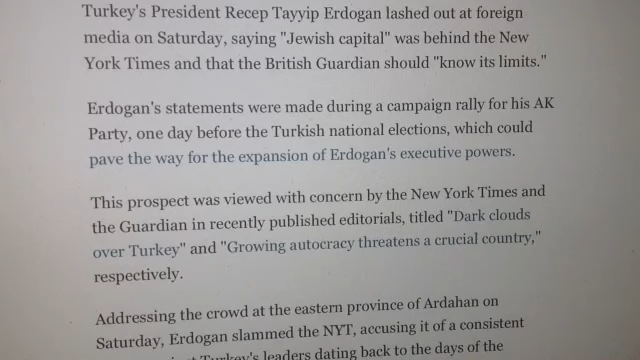 Turkey's President Recep Tayyip Erdogan lashed out at foreign
media on Saturday, saying "Jewish capital" was behind the New
York Times and that the British Guardian should "know its limits."
Erdogan's statements were made during a campaign rally for his AK
Party, one day before the Turkish national elections, which could
pave the way for the expansion of Erdogan's executive powers.
This prospect was viewed with concern by the New York Times and
the Guardian in recently published editorials, titled "Dark clouds
over Turkey" and "Growing autocracy threatens a crucial country,"
respectively.
Addressing the crowd at the eastern province of Ardahan on
Saturday, Erdogan slammed the NYT, accusing it of a consistent
Turkey's leaders dating back to the days of the